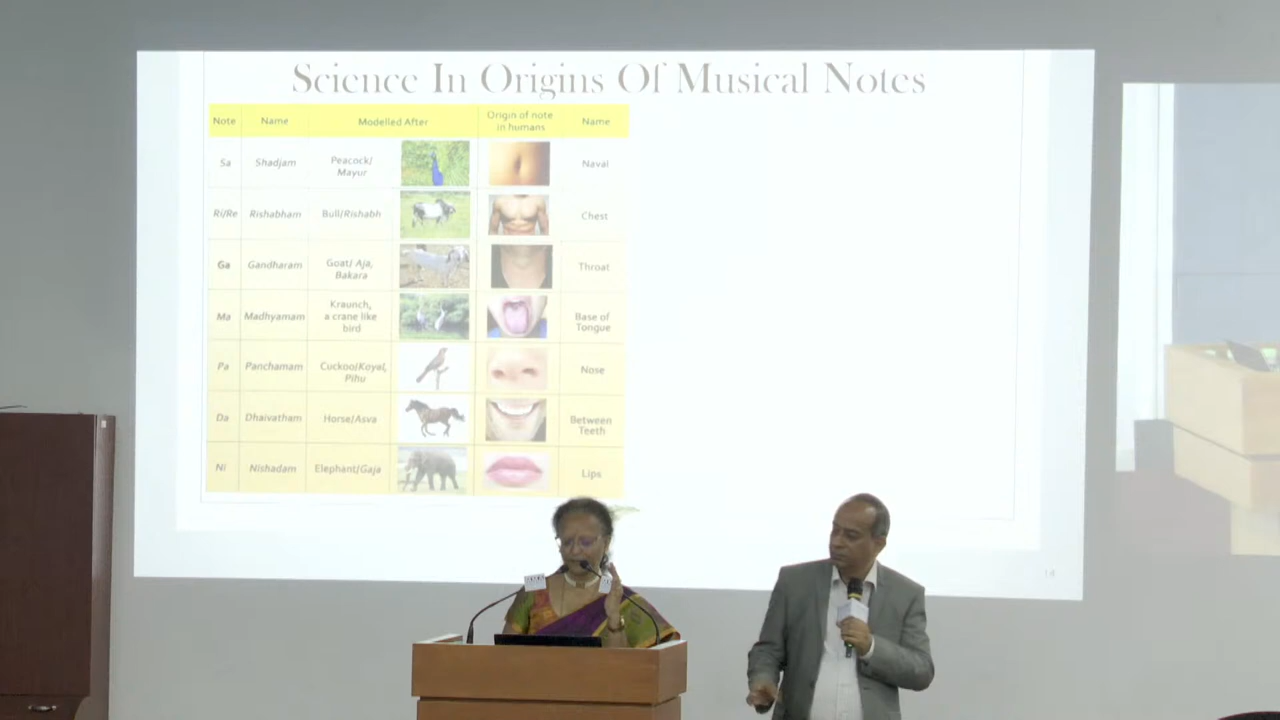 Science In Origins Of Musical Notes
Note Name Modelled After Origin of note in humans Name
Sa Shadjam Peacock/ Mayur Naval
Ri/Re Rishabham Bull/Rishabh Chest
Ga Gandharam Goat/ Aja, Bakara Throat
Ma Madhyamam Kraunch, a crane like bird Base of Tongue
Pa Panchamam Cuckoo/Koyal, Pihu Nose
Da Dhaivatham Horse/Asva Between Teeth
Ni Nishadam Elephant/Gaja Lips
14